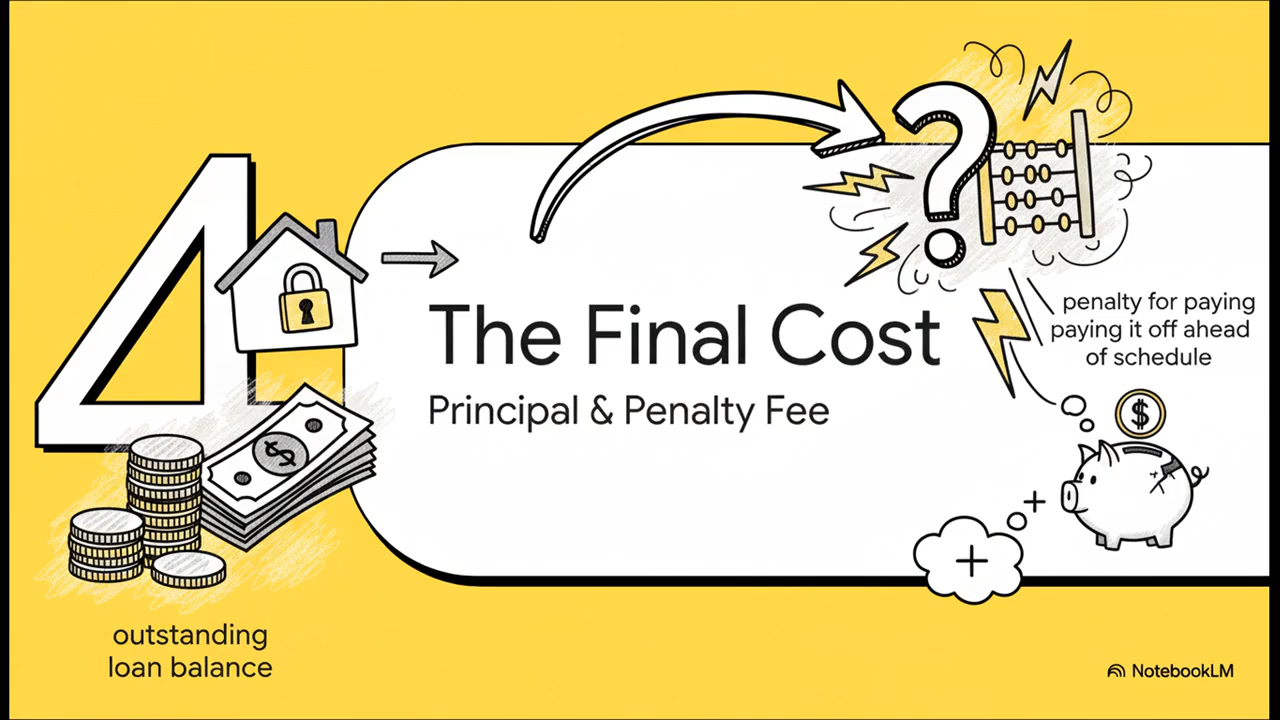 4
The Final Cost
Principal & Penalty Fee
penalty for paying
paying it off ahead
of schedule
$
$
+
+
outstanding
loan balance
NotebookLM